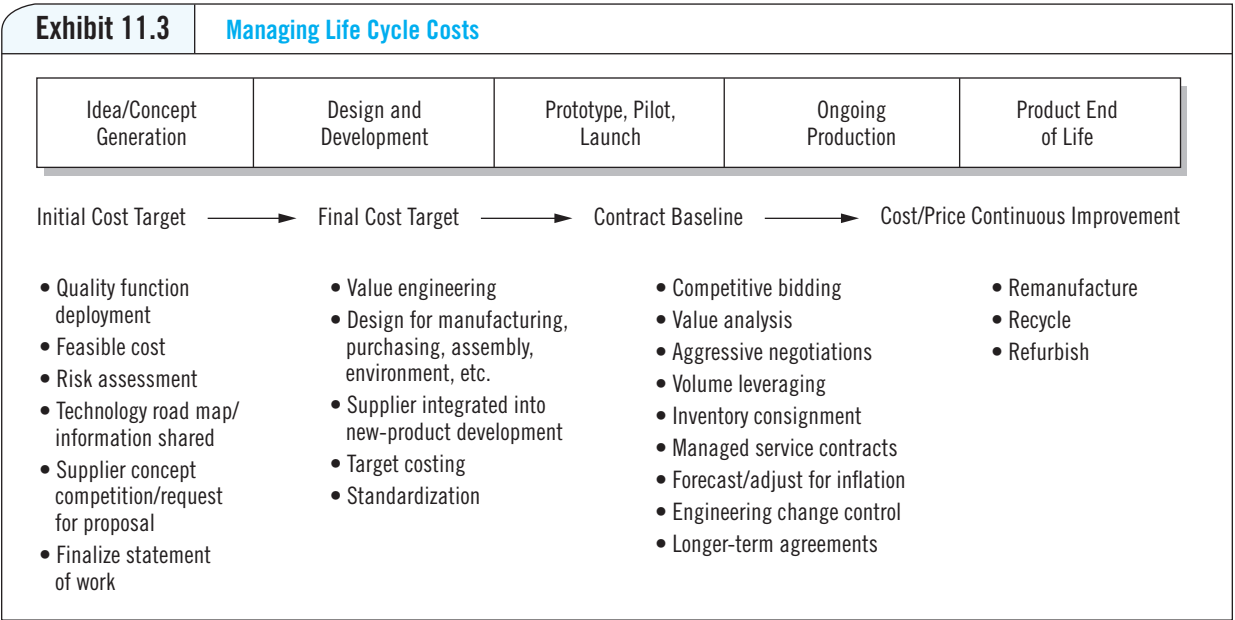 Exhibit 11.3
Managing Life Cycle Costs
Idea/Concept
Generation
Design and
Development
Prototype, Pilot,
Launch
Ongoing
Production
Product End
of Life
Initial Cost Target
Final Cost Target
Contract Baseline
Cost/Price Continuous Improvement
• Quality function
deployment
• Feasible cost
• Risk assessment
• Technology road map/
information shared
• Supplier concept
competition/request
for proposal
• Finalize statement
of work
• Value engineering
• Design for manufacturing,
purchasing, assembly,
environment, etc.
• Supplier integrated into
new-product development
• Target costing
• Standardization
• Competitive bidding
• Value analysis
• Aggressive negotiations
• Volume leveraging
• Inventory consignment
• Managed service contracts
• Forecast/adjust for inflation
• Engineering change control
• Longer-term agreements
• Remanufacture
• Recycle
• Refurbish